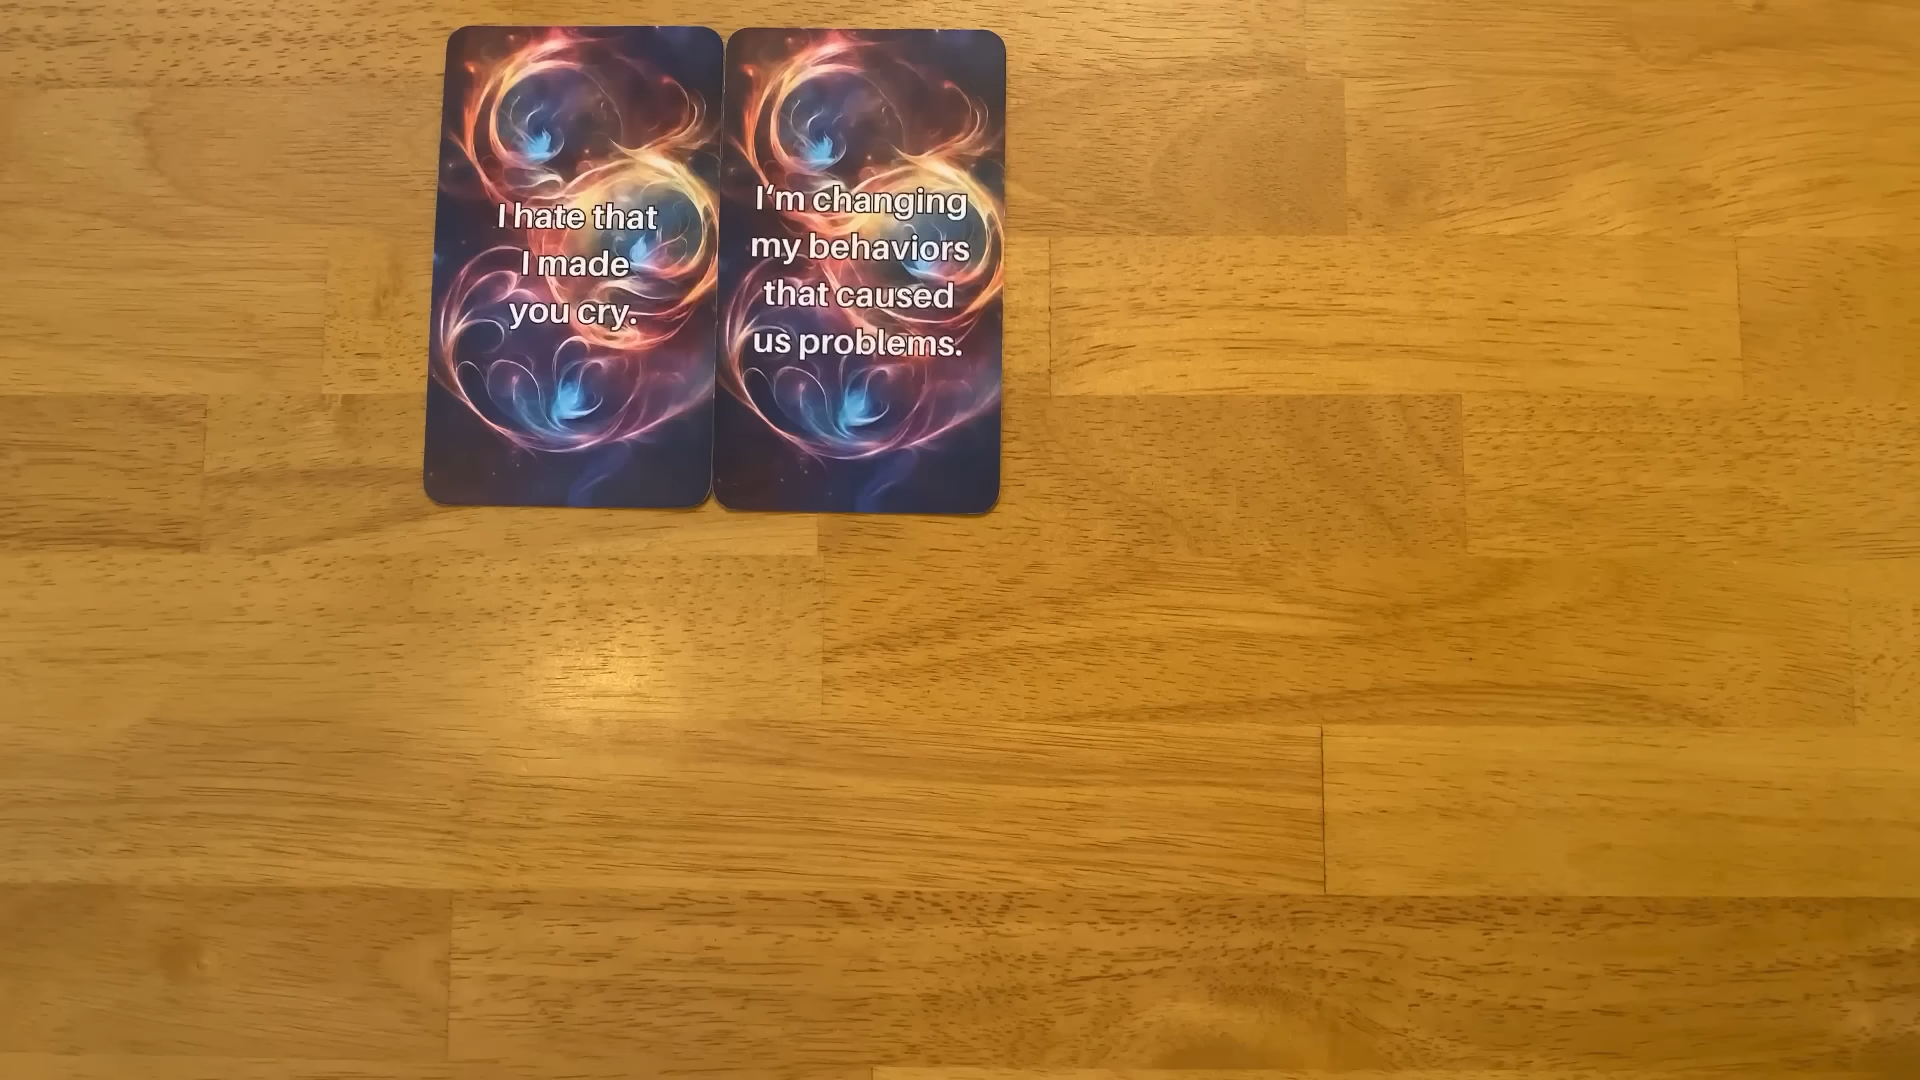 I hate that
I made
you cry.
I‘m changing
my behaviors
that caused
us problems.